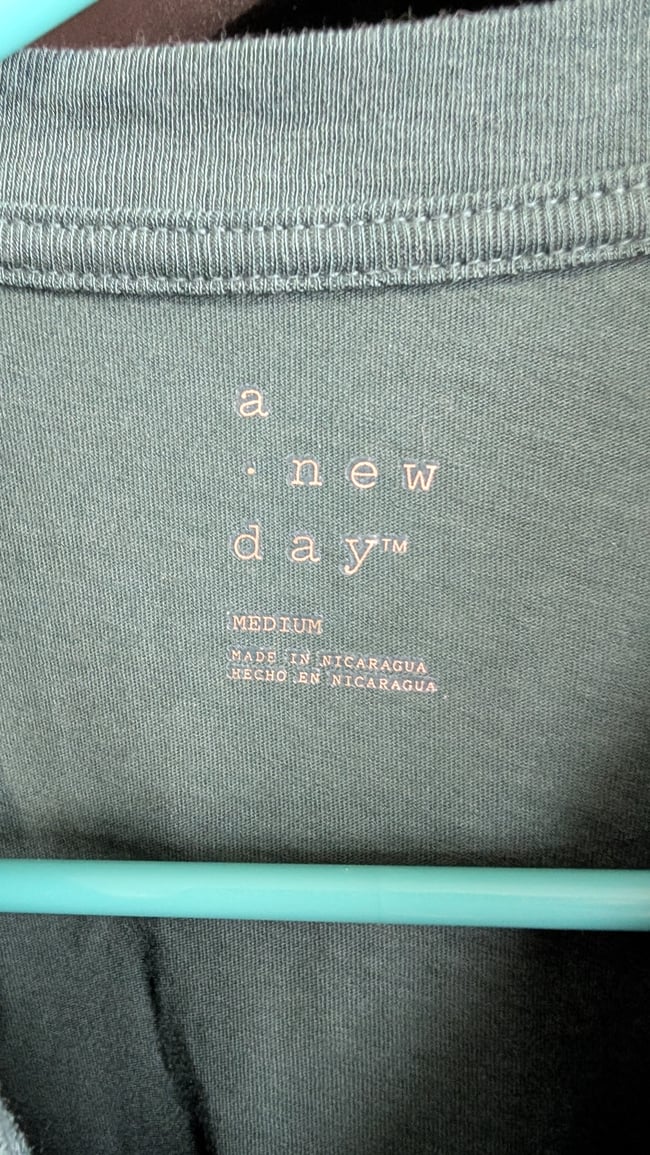 a
· new
day™
MEDIUM
MADE IN NICARAGUA
HECHO EN NICARAGUA